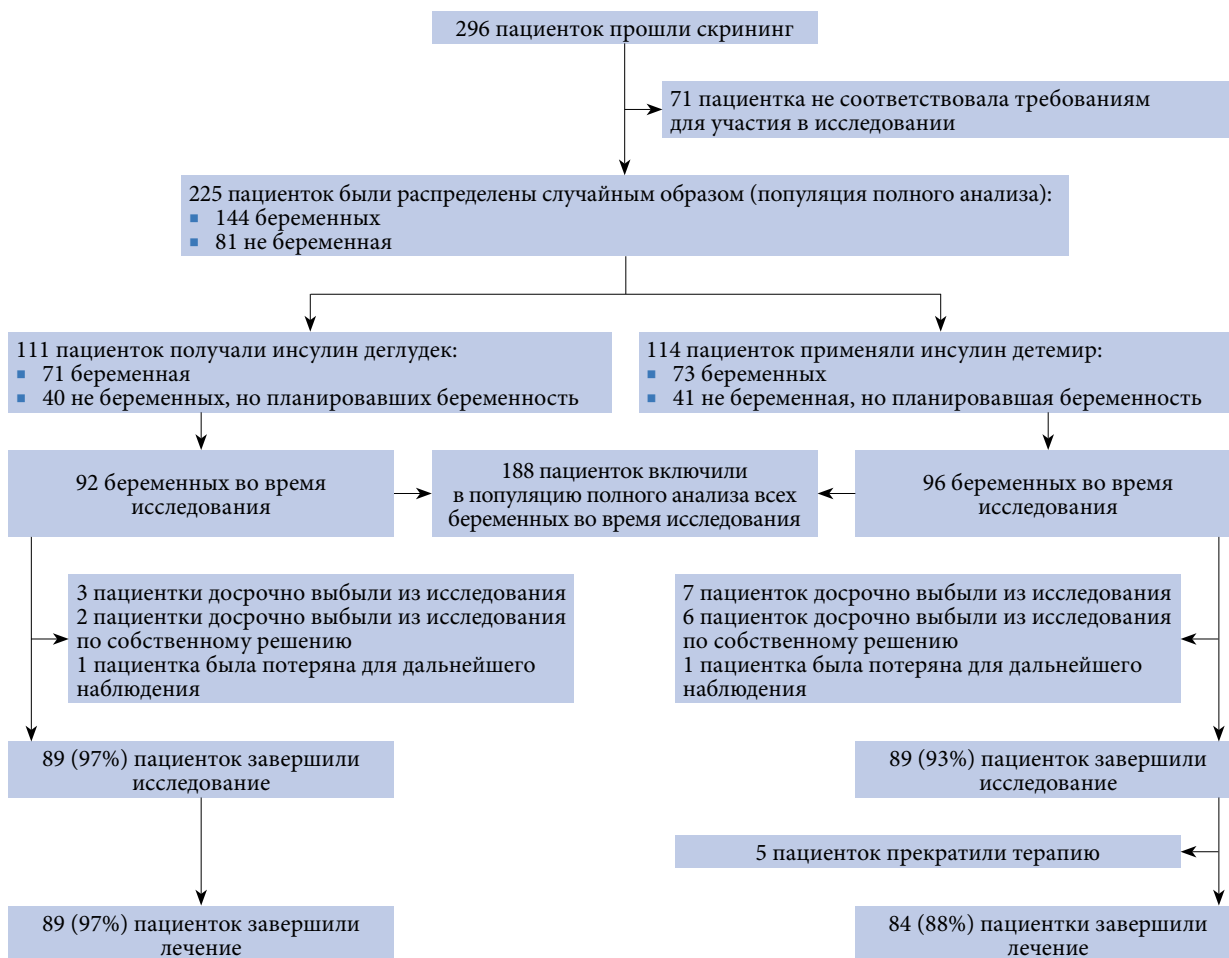 296 пациенток прошли скрининг
71 пациентка не соответствовала требованиям
для участия в исследовании
225 пациенток были распределены случайным образом (популяция полного анализа):
▪ 144 беременных
▪ 81 не беременная
111 пациенток получали инсулин деглудек:
▪ 71 беременная
▪ 40 не беременных, но планировавших беременность
114 пациенток применяли инсулин детемир:
▪ 73 беременных
▪ 41 не беременная, но планировавшая беременность
92 беременных во время
исследования
188 пациенток включили
в популяцию полного анализа всех
беременных во время исследования
96 беременных во время
исследования
3 пациентки досрочно выбыли из исследования
2 пациентки досрочно выбыли из исследования
по собственному решению
1 пациентка была потеряна для дальнейшего
наблюдения
7 пациенток досрочно выбыли из исследования
6 пациенток досрочно выбыли из исследования
по собственному решению
1 пациентка была потеряна для дальнейшего
наблюдения
89 (97%) пациенток завершили
исследование
89 (93%) пациенток завершили
исследование
5 пациенток прекратили терапию
89 (97%) пациенток завершили
лечение
84 (88%) пациентки завершили
лечение